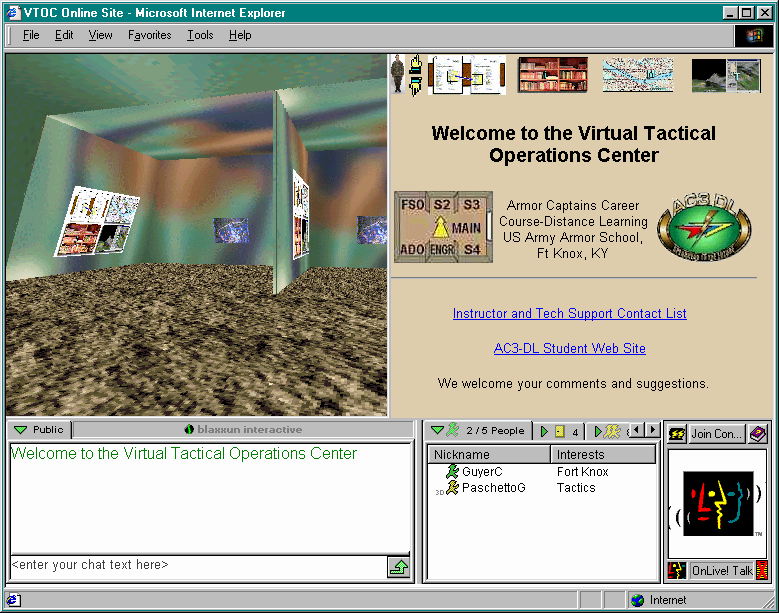 VTOC Online Site - Microsoft Internet Explorer
File Edit View Favorites Tools Help
Welcome to the Virtual Tactical
Operations Center
FSO S2 S3
MAIN
ADO ENGR S4
Armor Captains Career
Course-Distance Learning
US Army Armor School,
Ft Knox, KY
AC3-DL
Instructor and Tech Support Contact List
AC3-DL Student Web Site
We welcome your comments and suggestions.
Public
blaxxun interactive
Welcome to the Virtual Tactical Operations Center
<enter your chat text here>
2 / 5 People
4
Nickname Interests
GuyerC Fort Knox
3D PaschettoG Tactics
Join Con...
TM
OnLive! Talk
Internet